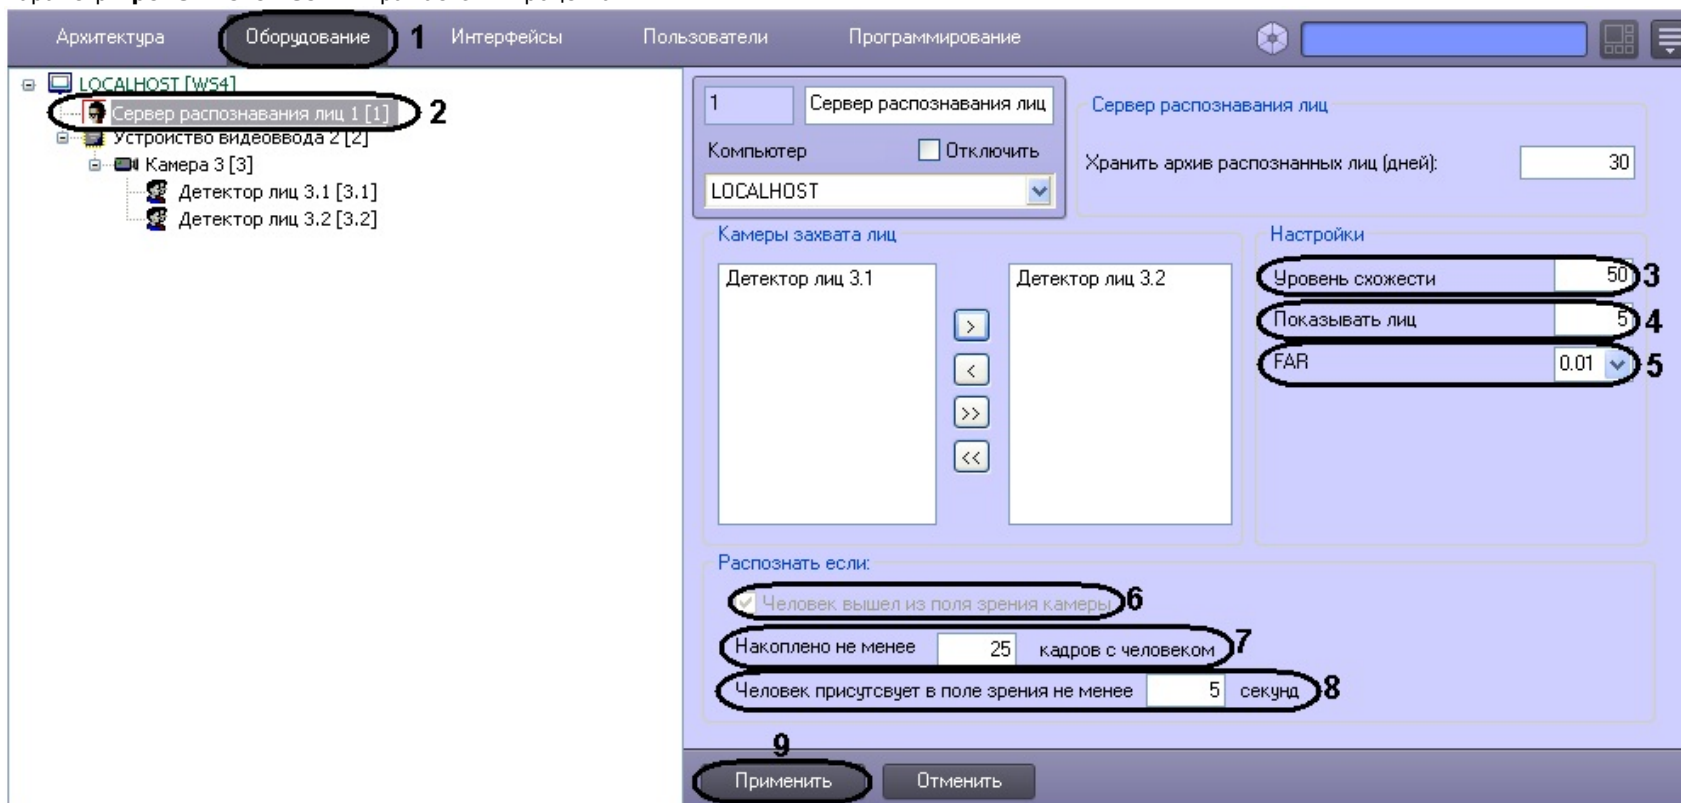 Архитектура Оборудование 1 Интерфейсы Пользователи Программирование
LOCALHOST [WS4]
Сервер распознавания лиц 1 [1] 2
Устройство видеоввода 2 [2]
Камера 3 [3]
Детектор лиц 3.1 [3.1]
Детектор лиц 3.2 [3.2]
1 Сервер распознавания лиц
Компьютер Отключить
LOCALHOST
Сервер распознавания лиц
Хранить архив распознанных лиц (дней): 30
Камеры захвата лиц
Детектор лиц 3.1
>
<
>>
<<
Детектор лиц 3.2
Настройки
Уровень схожести 50 3
Показывать лиц 5 4
FAR 0.01 5
Распознать если:
Человек вышел из поля зрения камеры 6
Накоплено не менее 25 кадров с человеком 7
Человек присутсвует в поле зрения не менее 5 секунд 8
9
Применить Отменить